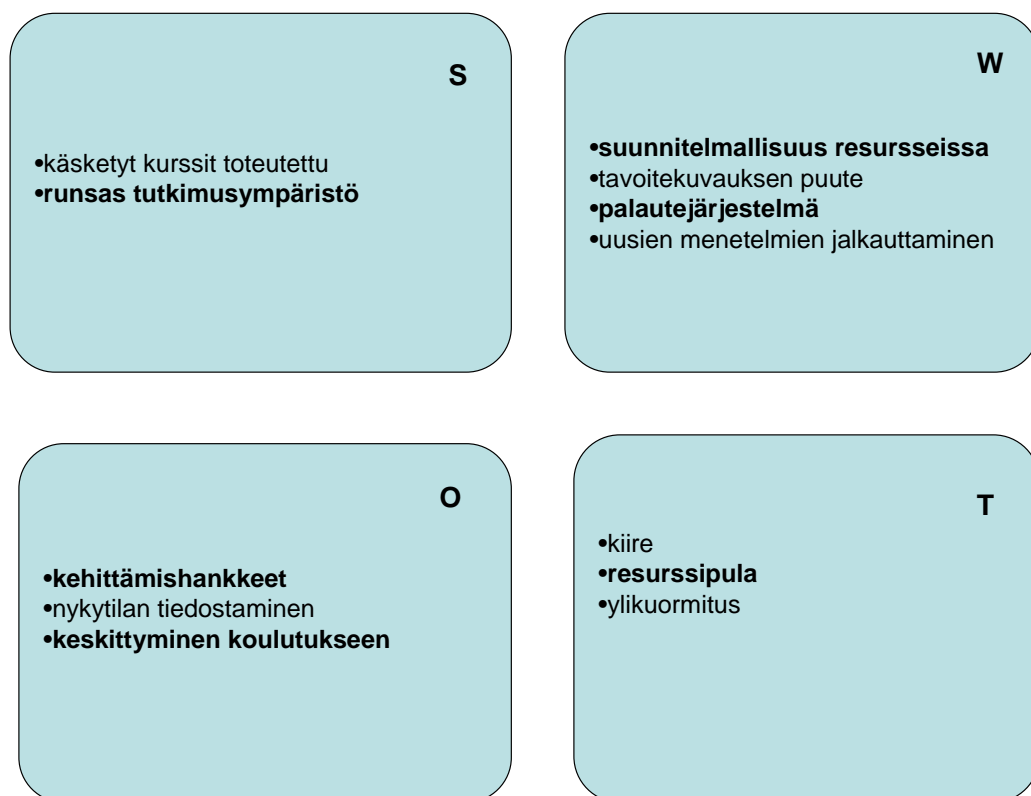 S
•käsketyt kurssit toteutettu
•runsas tutkimusympäristö
W
•suunnitelmallisuus resursseissa
•tavoitekuvauksen puute
•palautejärjestelmä
•uusien menetelmien jalkauttaminen
O
•kehittämishankkeet
•nykytilan tiedostaminen
•keskittyminen koulutukseen
T
•kiire
•resurssipula
•ylikuormitus